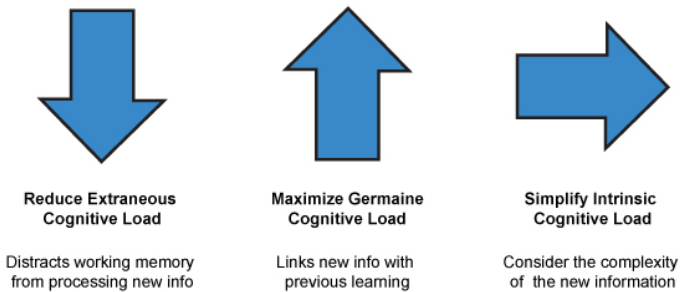 Reduce Extraneous
Cognitive Load
Distracts working memory
from processing new info
Maximize Germaine
Cognitive Load
Links new info with
previous learning
Simplify Intrinsic
Cognitive Load
Consider the complexity
of the new information